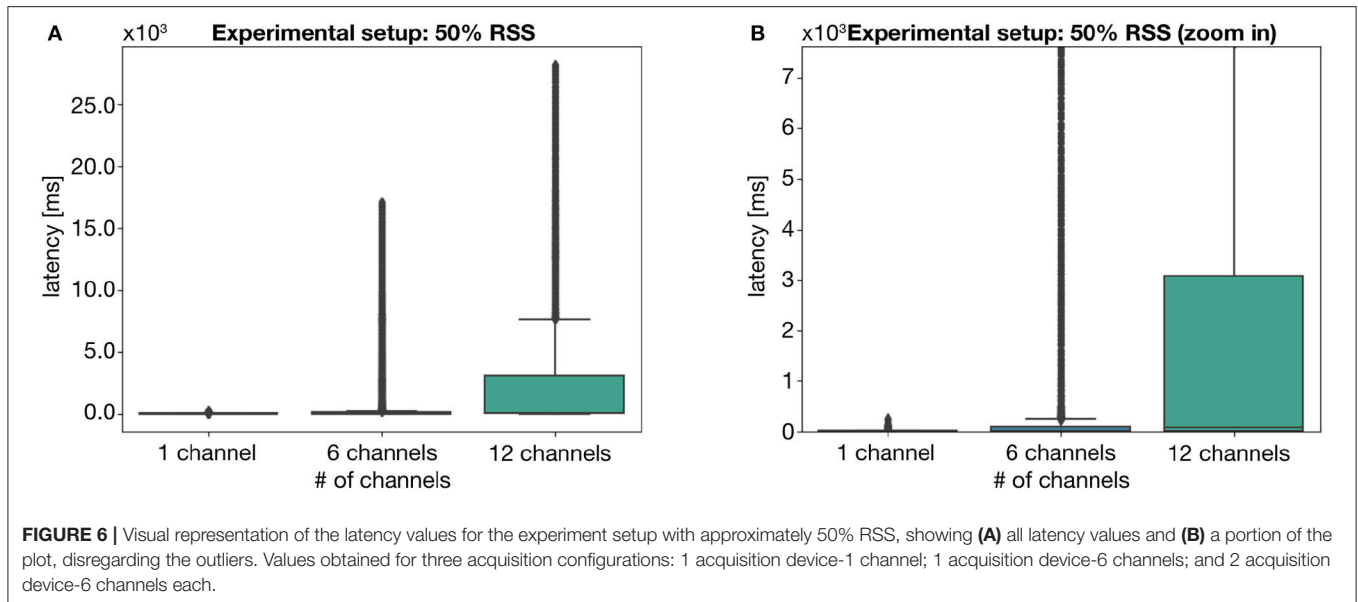 A
x10³
Experimental setup: 50% RSS
25.0
20.0
15.0
10.0
5.0
0.0
latency [ms]
1 channel
6 channels
12 channels
# of channels
B
x10³Experimental setup: 50% RSS (zoom in)
7
6
5
4
3
2
1
0
latency [ms]
1 channel
6 channels
12 channels
# of channels
FIGURE 6 | Visual representation of the latency values for the experiment setup with approximately 50% RSS, showing (A) all latency values and (B) a portion of the
plot, disregarding the outliers. Values obtained for three acquisition configurations: 1 acquisition device-1 channel; 1 acquisition device-6 channels; and 2 acquisition
device-6 channels each.